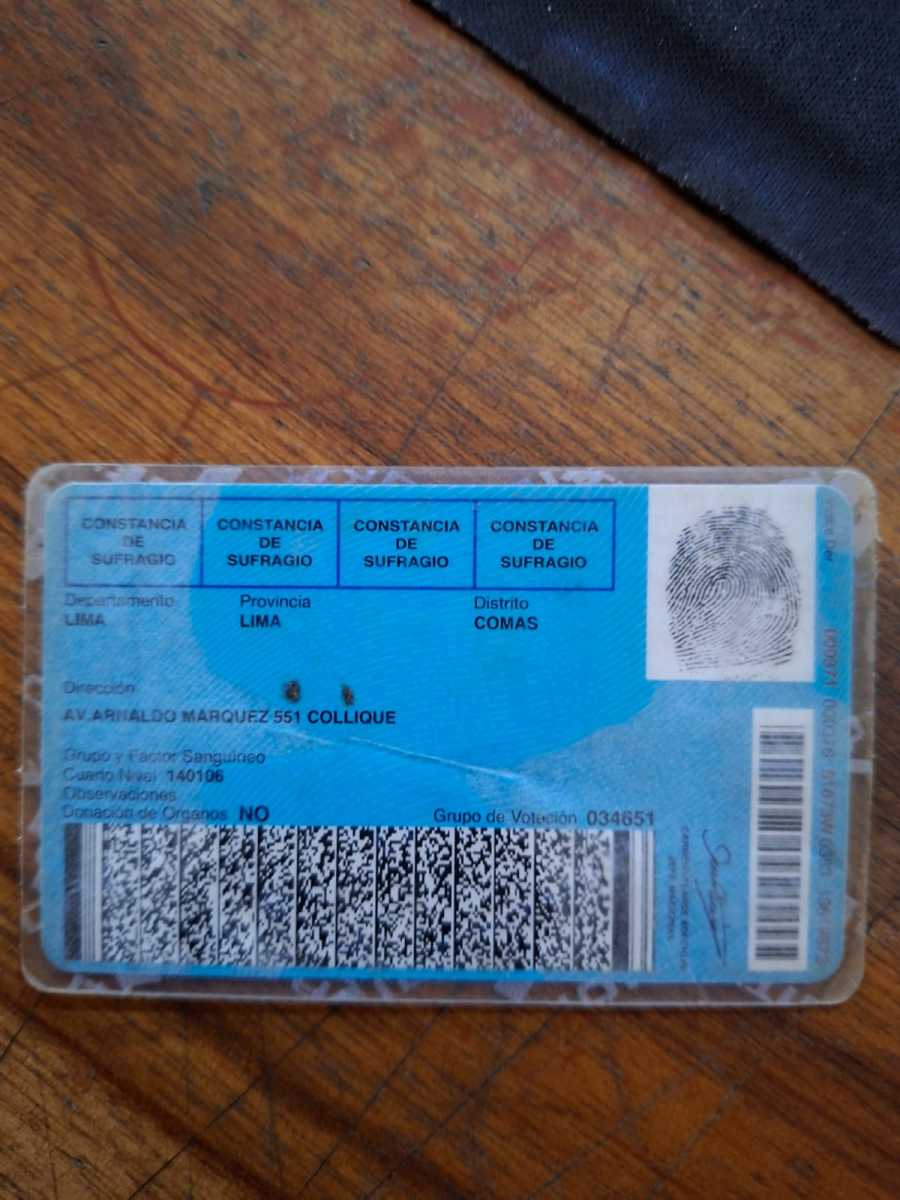 CONSTANCIA DE SUFRAGIO
CONSTANCIA DE SUFRAGIO
CONSTANCIA DE SUFRAGIO
CONSTANCIA DE SUFRAGIO
Departamento Provincia Distrito
LIMA LIMA COMAS
Dirección
AV.ARNALDO MARQUEZ 551 COLLIQUE
Grupo y Factor Sanguíneo
Cuarto Nivel 140106
Observaciones
Donación de Organos NO Grupo de Votación 034651